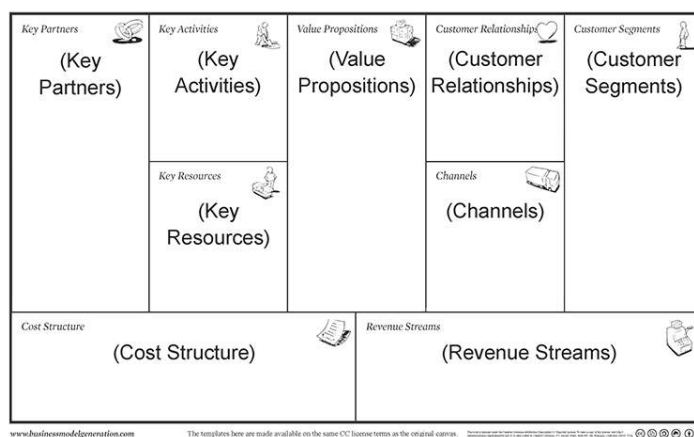 Key Partners
(Key
Partners)
Key Activities
(Key
Activities)
Key Resources
(Key
Resources)
Value Propositions
(Value
Propositions)
Customer Relationships
(Customer
Relationships)
Channels
(Channels)
Customer Segments
(Customer
Segments)
Cost Structure
(Cost Structure)
Revenue Streams
(Revenue Streams)
www.businessmodelgeneration.com
The templates here are made available on the same CC license terms as the original canvas.